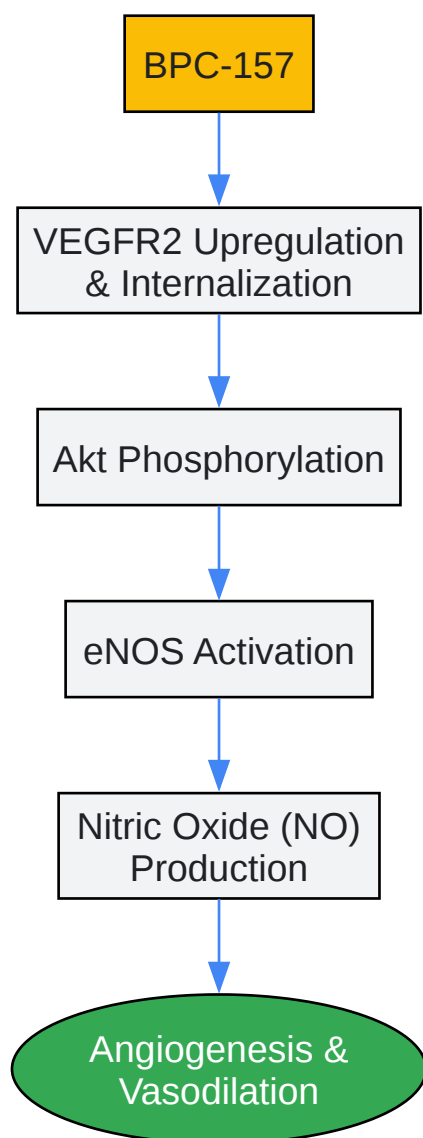 BPC-157
VEGFR2 Upregulation
& Internalization
Akt Phosphorylation
eNOS Activation
Nitric Oxide (NO)
Production
Angiogenesis &
Vasodilation